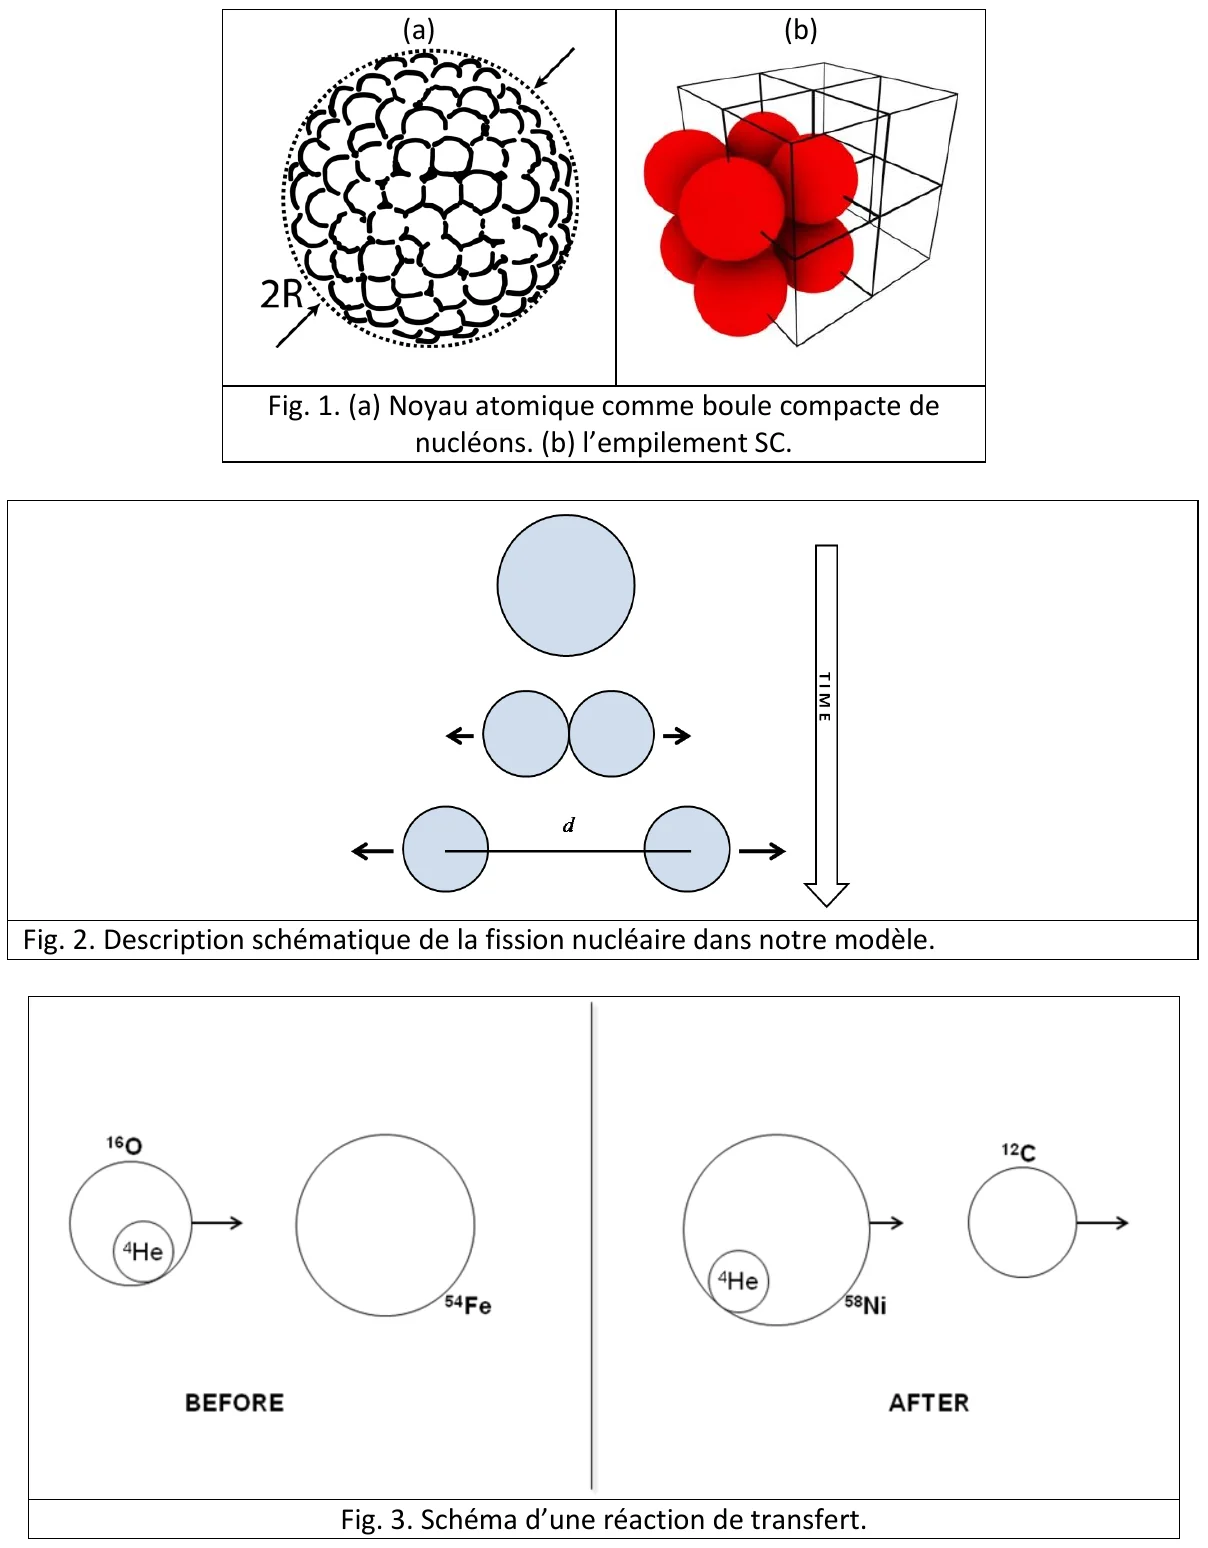 (a)
(b)
2R
Fig. 1. (a) Noyau atomique comme boule compacte de
nucléons. (b) l’empilement SC.
TIME
d
Fig. 2. Description schématique de la fission nucléaire dans notre modèle.
¹⁶O
⁴He
⁵⁴Fe
BEFORE
¹²C
⁴He
⁵⁸Ni
AFTER
Fig. 3. Schéma d’une réaction de transfert.